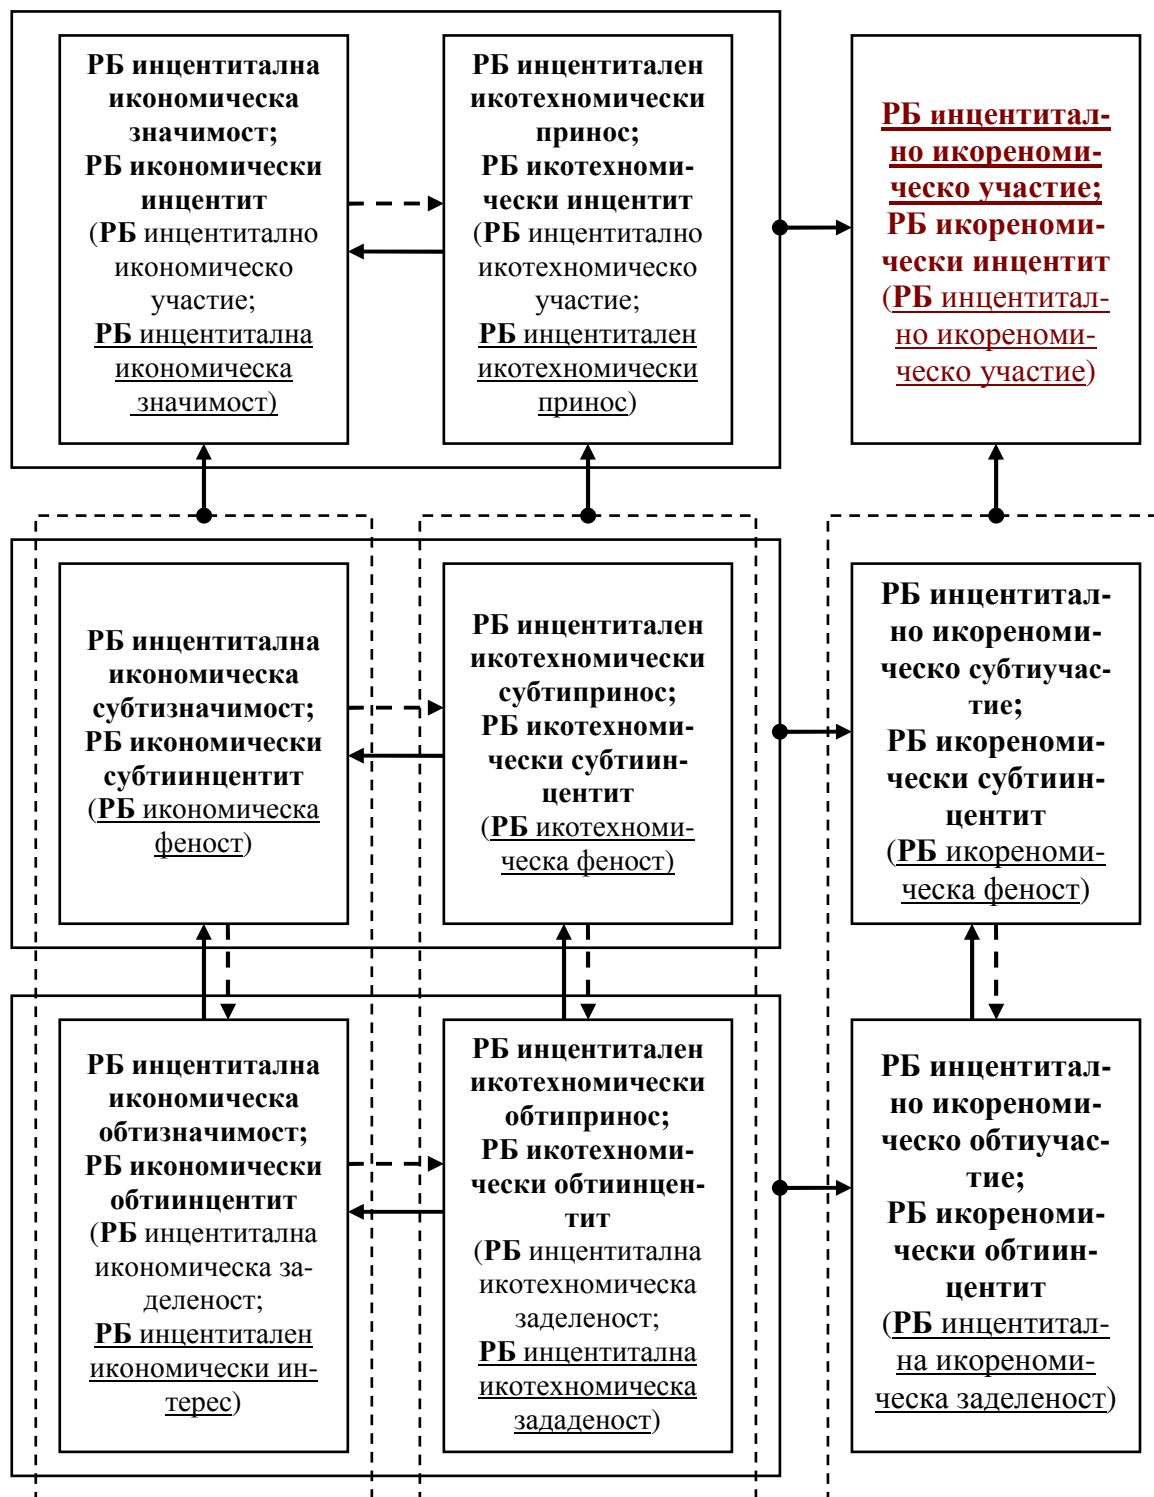 РБ инцентитална
икономическа
значимост;
РБ икономически
инцентит
(РБ инцентитално
икономическо
участие;
РБ инцентитална
икономическа
значимост)
РБ инцентитален
икотехномически
принос;
РБ икотехноми-
чески инцентит
(РБ инцентитално
икотехномическо
участие;
РБ инцентитален
икотехномически
принос)
РБ инцентитал-
но икореноми-
ческо участие;
РБ икореноми-
чески инцентит
(РБ инцентитал-
но икореноми-
ческо участие)
РБ инцентитална
икономическа
субтизначимост;
РБ икономически
субтиинцентит
(РБ икономическа
феност)
РБ инцентитален
икотехномически
субтипринос;
РБ икотехноми-
чески субтиин-
центит
(РБ икотехноми-
ческа феност)
РБ инцентитал-
но икореноми-
ческо субтиучас-
тие;
РБ икореноми-
чески субтиин-
центит
(РБ икореноми-
ческа феност)
РБ инцентитална
икономическа
обтизначимост;
РБ икономически
обтиинцентит
(РБ инцентитална
икономическа за-
деленост;
РБ инцентитален
икономически ин-
терес)
РБ инцентитален
икотехномически
обтипринос;
РБ икотехноми-
чески обтиинцен-
тит
(РБ инцентитална
икотехномическа
заделеност;
РБ инцентитална
икотехномическа
зададеност)
РБ инцентитал-
но икореноми-
ческо обтиучас-
тие;
РБ икореноми-
чески обтиин-
центит
(РБ инцентитал-
на икореноми-
ческа заделеност)